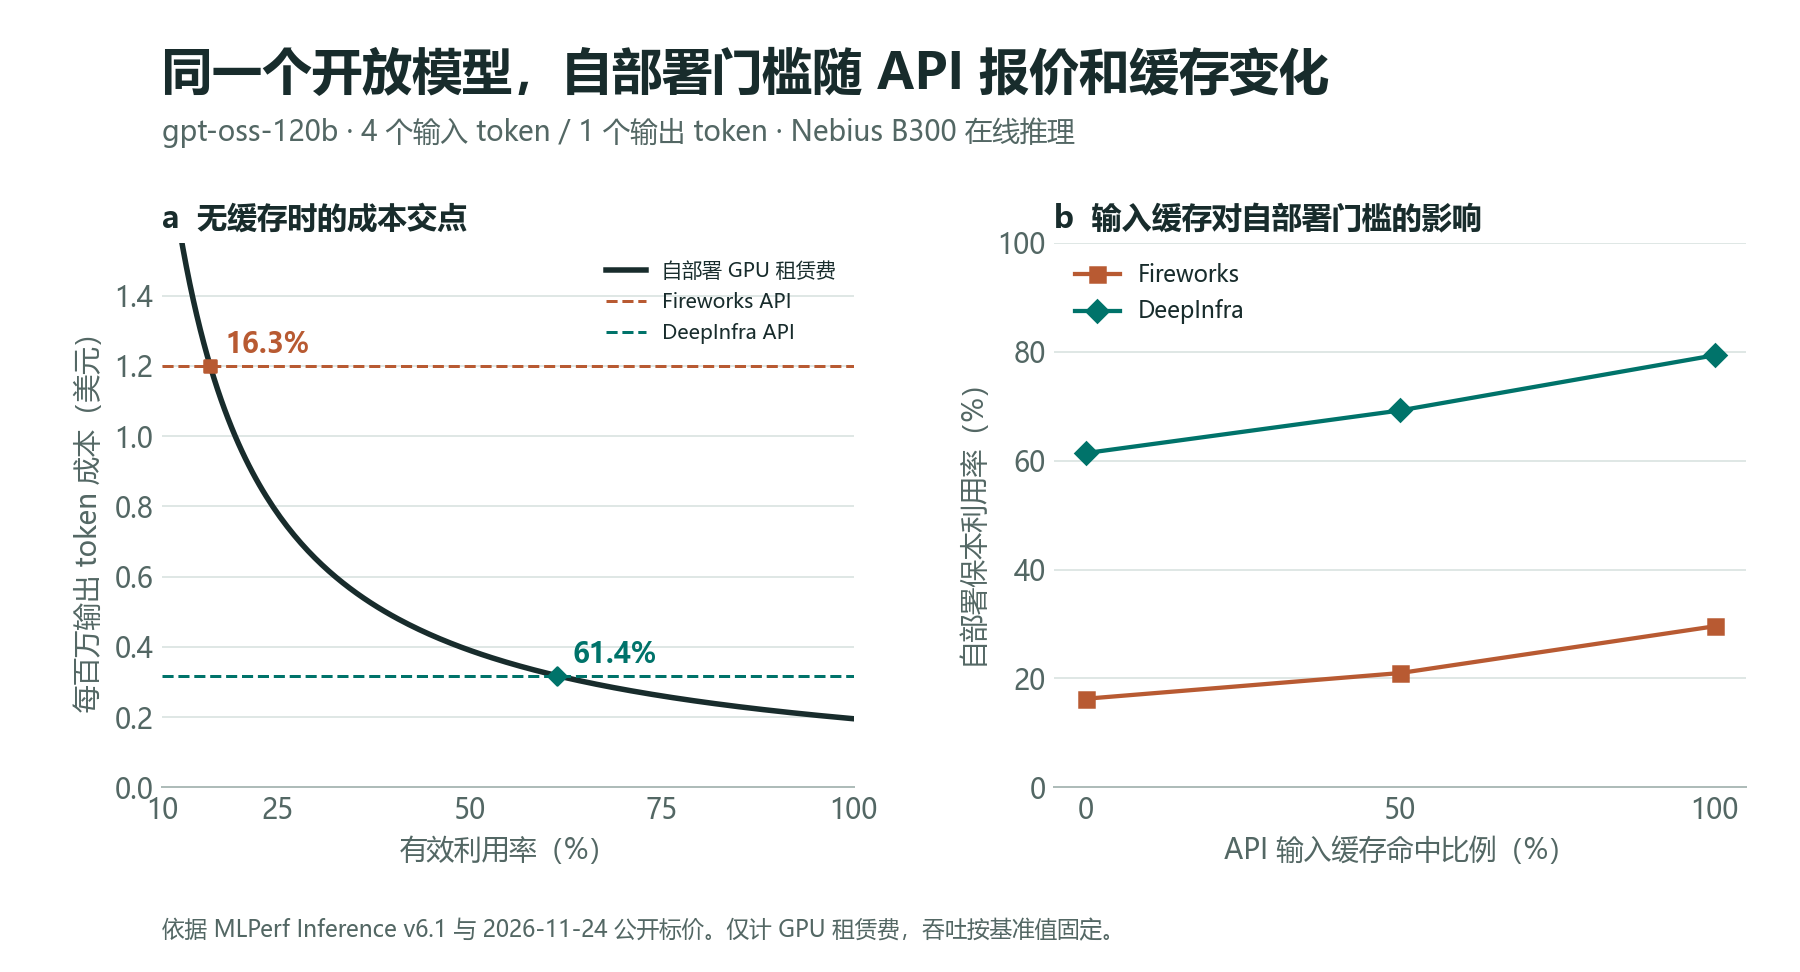 同一个开放模型，自部署门槛随 API 报价和缓存变化
gpt-oss-120b · 4 个输入 token / 1 个输出 token · Nebius B300 在线推理
a 无缓存时的成本交点
自部署 GPU 租赁费
Fireworks API
DeepInfra API
16.3%
61.4%
每百万输出 token 成本（美元）
1.4
1.2
1.0
0.8
0.6
0.4
0.2
0.0
10 25 50 75 100
有效利用率（%）
b 输入缓存对自部署门槛的影响
Fireworks
DeepInfra
自部署保本利用率（%）
100
80
60
40
20
0
0 50 100
API 输入缓存命中比例（%）
依据 MLPerf Inference v6.1 与 2026-11-24 公开标价。仅计 GPU 租赁费，吞吐按基准值固定。